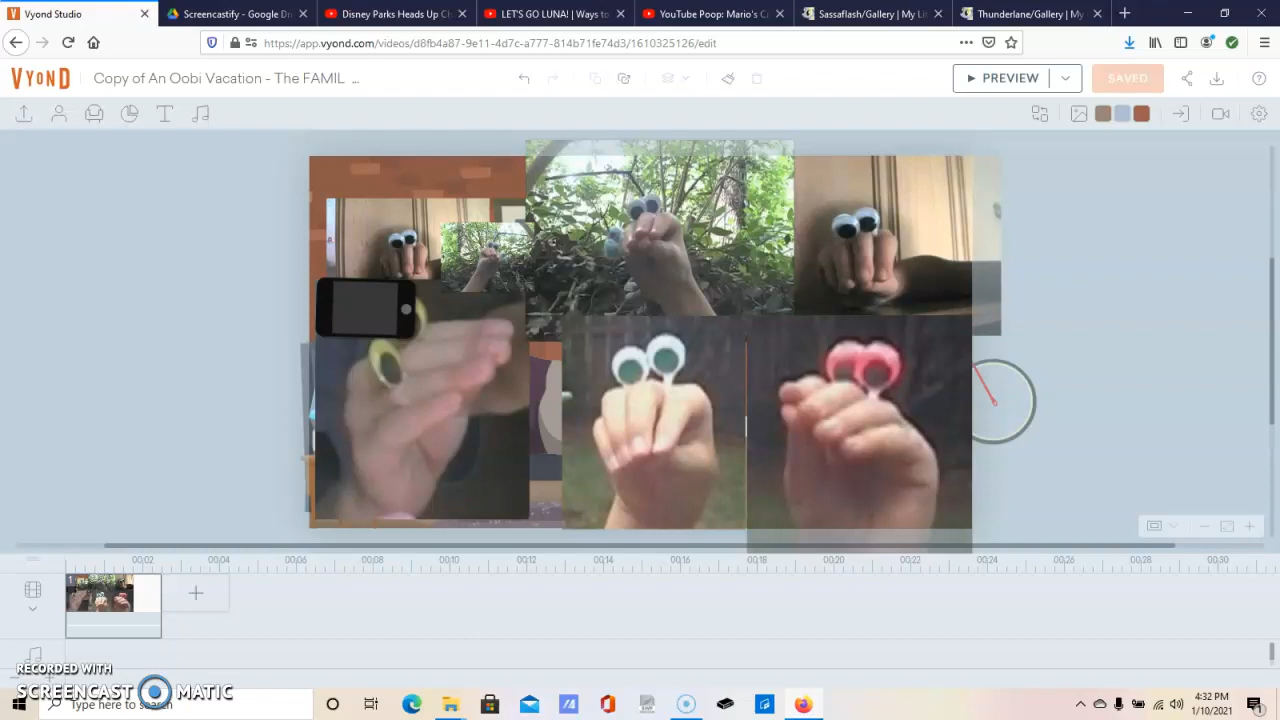 Vyond Studio
Screencastify - Google Dr
Disney Parks Heads Up C
LET'S GO LUNA! | Ways to
YouTube Poop: Mario's C
Sassaflash/Gallery | My Li
Thunderlane/Gallery | My
https://app.vyond.com/videos/d8fb4a87-9e11-4d7c-a777-814b71fe74d3/1610325126/edit
VYOND
Copy of An Oobi Vacation - The FAMIL ...
PREVIEW
SAVED
00:02 00:04 00:06 00:08 00:10 00:12 00:14 00:16 00:18 00:20 00:22 00:24 00:26 00:28 00:30
1
RECORDED WITH
SCREENCAST MATIC
Type here to search
4:32 PM
1/10/2021